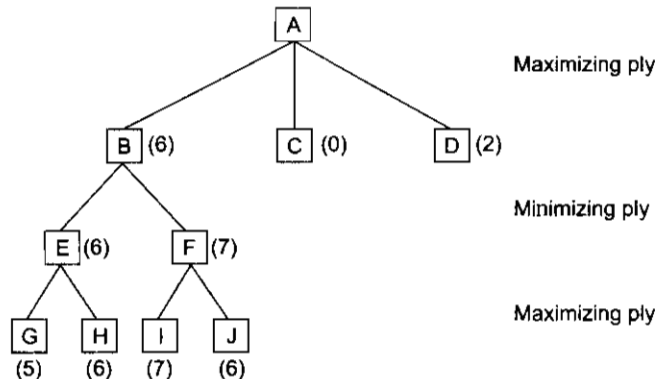 A
Maximizing ply
B (6) C (0) D (2)
Minimizing ply
E (6) F (7)
G H I J Maximizing ply
(5) (6) (7) (6)